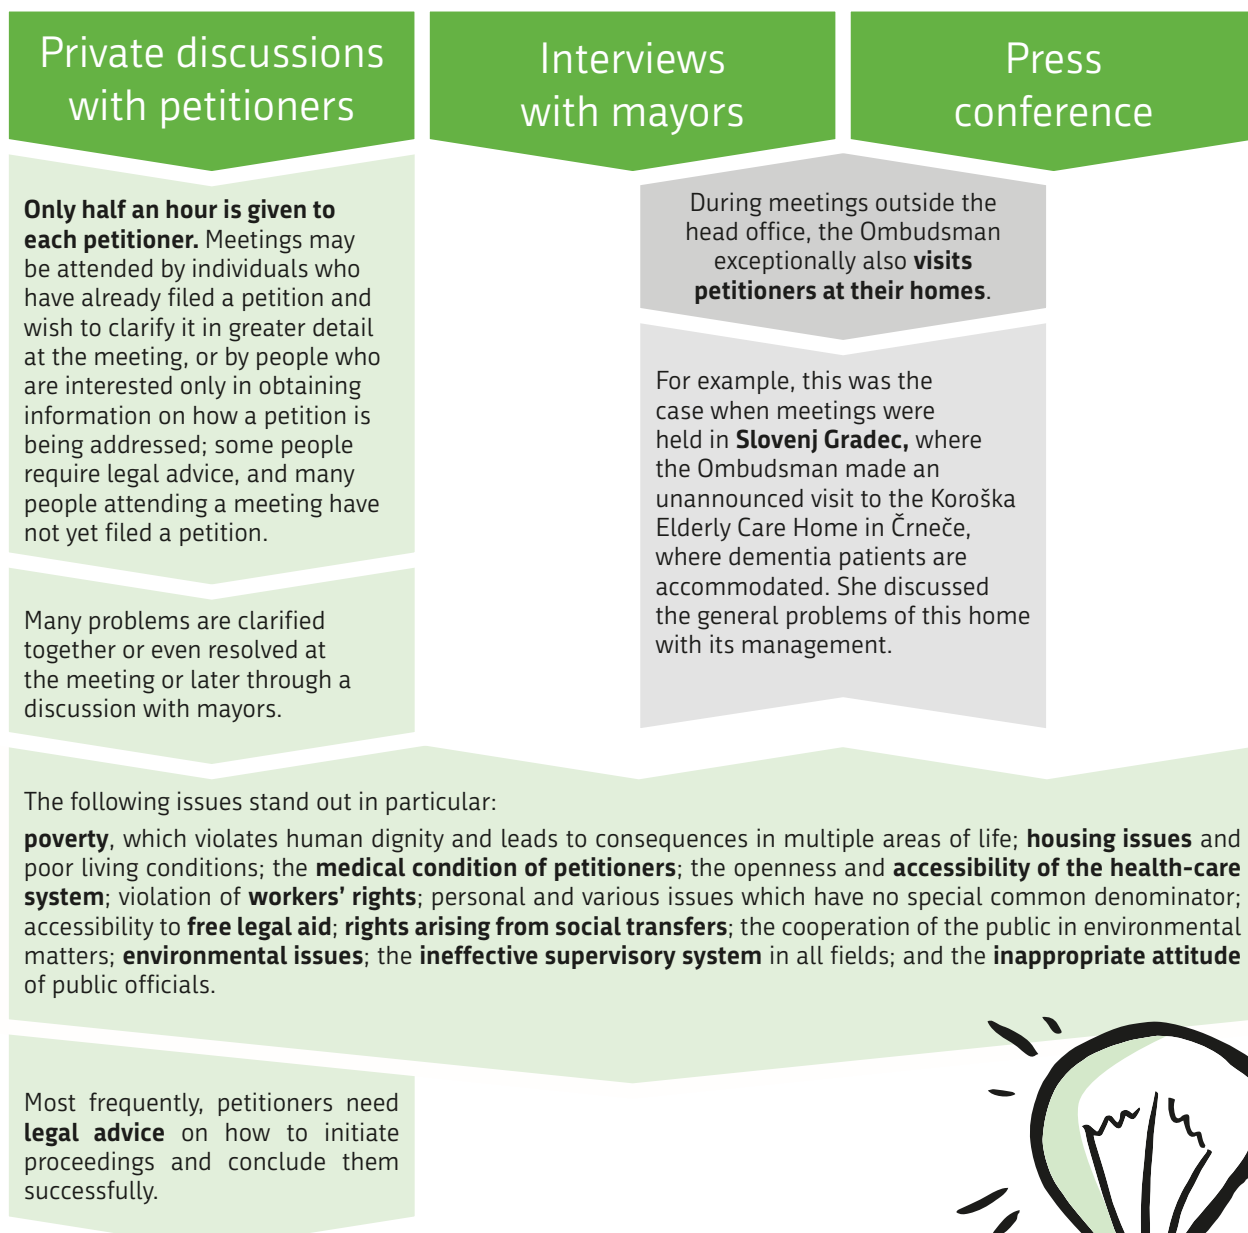 Private discussions
with petitioners
Interviews
with mayors
Press
conference
Only half an hour is given to
each petitioner. Meetings may
be attended by individuals who
have already filed a petition and
wish to clarify it in greater detail
at the meeting, or by people who
are interested only in obtaining
information on how a petition is
being addressed; some people
require legal advice, and many
people attending a meeting have
not yet filed a petition.
Many problems are clarified
together or even resolved at
the meeting or later through a
discussion with mayors.
During meetings outside the
head office, the Ombudsman
exceptionally also visits
petitioners at their homes.
For example, this was the
case when meetings were
held in Slovenj Gradec, where
the Ombudsman made an
unannounced visit to the Koroška
Elderly Care Home in Črneče,
where dementia patients are
accommodated. She discussed
the general problems of this home
with its management.
The following issues stand out in particular:
poverty, which violates human dignity and leads to consequences in multiple areas of life; housing issues and
poor living conditions; the medical condition of petitioners; the openness and accessibility of the health-care
system; violation of workers’ rights; personal and various issues which have no special common denominator;
accessibility to free legal aid; rights arising from social transfers; the cooperation of the public in environmental
matters; environmental issues; the ineffective supervisory system in all fields; and the inappropriate attitude
of public officials.
Most frequently, petitioners need
legal advice on how to initiate
proceedings and conclude them
successfully.